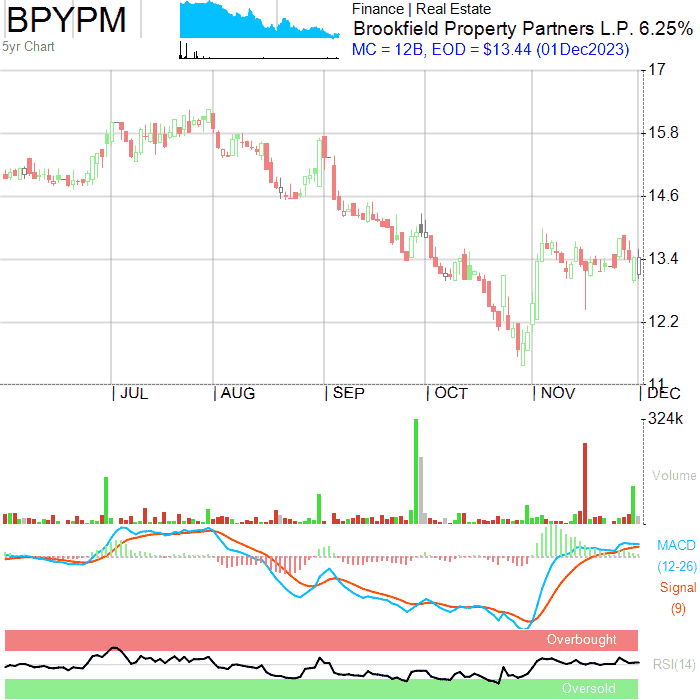 BPYPM
5yr Chart
Finance | Real Estate
Brookfield Property Partners L.P. 6.25%
MC = 12B, EOD = $13.44 (01Dec2023)
17
15.8
14.6
13.4
12.2
11
JUL AUG SEP OCT NOV DEC
324k
Volume
MACD
(12-26)
Signal
(9)
Overbought
RSI(14)
Oversold